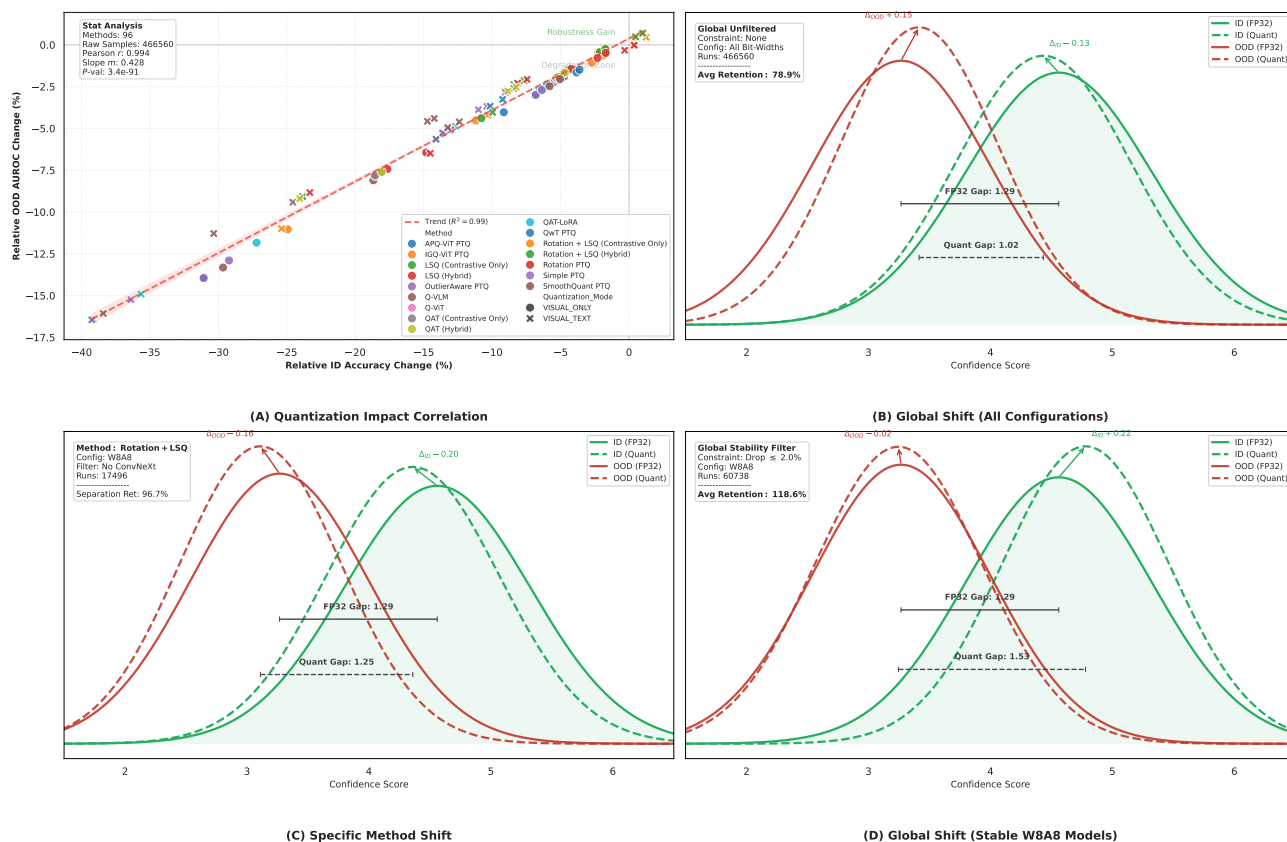 Stat Analysis
Methods: 96
Raw Samples: 466560
Pearson r: 0.994
Slope m: 0.428
P-val: 3.4e-91
Robustness Gain
Degradation Zone
Relative OOD AUROC Change (%)
0.0
−2.5
−5.0
−7.5
−10.0
−12.5
−15.0
−17.5
Trend (R² = 0.99)
Method
APQ-ViT PTQ
IGQ-ViT PTQ
LSQ (Contrastive Only)
LSQ (Hybrid)
OutlierAware PTQ
Q-VLM
Q-ViT
QAT (Contrastive Only)
QAT (Hybrid)
QAT-LoRA
QwT PTQ
Rotation + LSQ (Contrastive Only)
Rotation + LSQ (Hybrid)
Rotation PTQ
Simple PTQ
SmoothQuant PTQ
Quantization_Mode
VISUAL_ONLY
VISUAL_TEXT
−40 −35 −30 −25 −20 −15 −10 −5 0
Relative ID Accuracy Change (%)
(A) Quantization Impact Correlation
Global Unfiltered
Constraint: None
Config: All Bit-Widths
Runs: 466560
-------------------
Avg Retention: 78.9%
Δ_OOD + 0.15
Δ_ID − 0.13
ID (FP32)
ID (Quant)
OOD (FP32)
OOD (Quant)
FP32 Gap: 1.29
Quant Gap: 1.02
2 3 4 5 6
Confidence Score
(B) Global Shift (All Configurations)
Method: Rotation + LSQ
Config: W8A8
Filter: No ConvNeXt
Runs: 17496
-------------------
Separation Ret: 96.7%
Δ_OOD − 0.16
Δ_ID − 0.20
ID (FP32)
ID (Quant)
OOD (FP32)
OOD (Quant)
FP32 Gap: 1.29
Quant Gap: 1.25
2 3 4 5 6
Confidence Score
(C) Specific Method Shift
Global Stability Filter
Constraint: Drop ≤ 2.0%
Config: W8A8
Runs: 60738
-------------------
Avg Retention: 118.6%
Δ_OOD − 0.02
Δ_ID + 0.22
ID (FP32)
ID (Quant)
OOD (FP32)
OOD (Quant)
FP32 Gap: 1.29
Quant Gap: 1.53
2 3 4 5 6
Confidence Score
(D) Global Shift (Stable W8A8 Models)